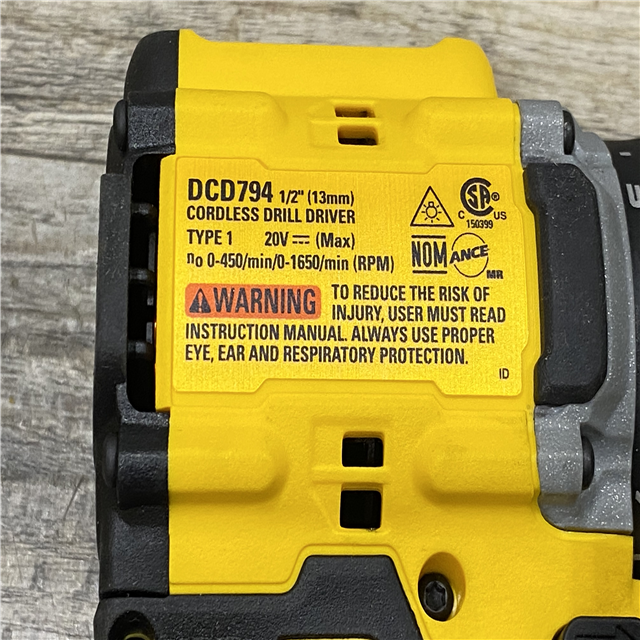 DCD794 1/2" (13mm)
CORDLESS DRILL DRIVER
TYPE 1 20V ⎓ (Max)
no 0-450/min/0-1650/min (RPM)
CSA®
C US
150399
NOM ANCE
MR
⚠WARNING TO REDUCE THE RISK OF
INJURY, USER MUST READ
INSTRUCTION MANUAL. ALWAYS USE PROPER
EYE, EAR AND RESPIRATORY PROTECTION.
ID